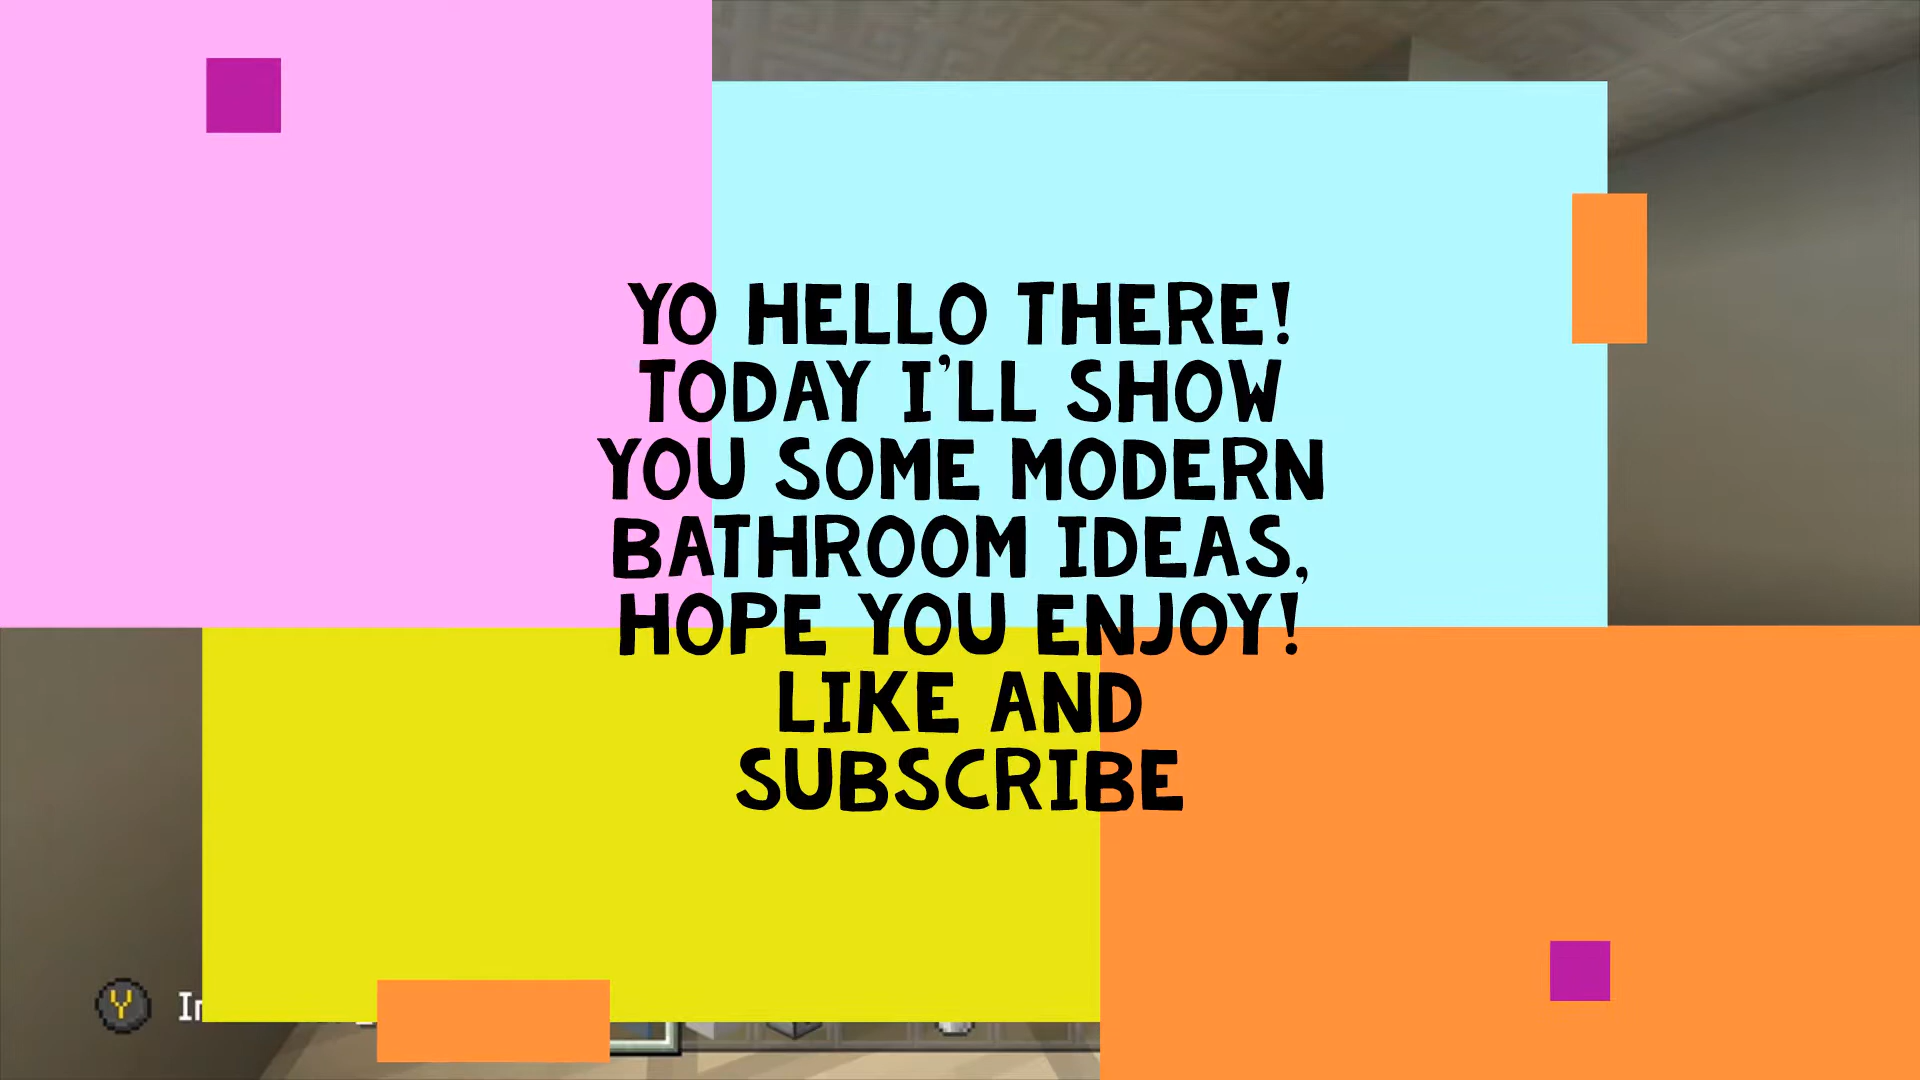 YO HELLO THERE!
TODAY I'LL SHOW
YOU SOME MODERN
BATHROOM IDEAS,
HOPE YOU ENJOY!
LIKE AND
SUBSCRIBE
Y